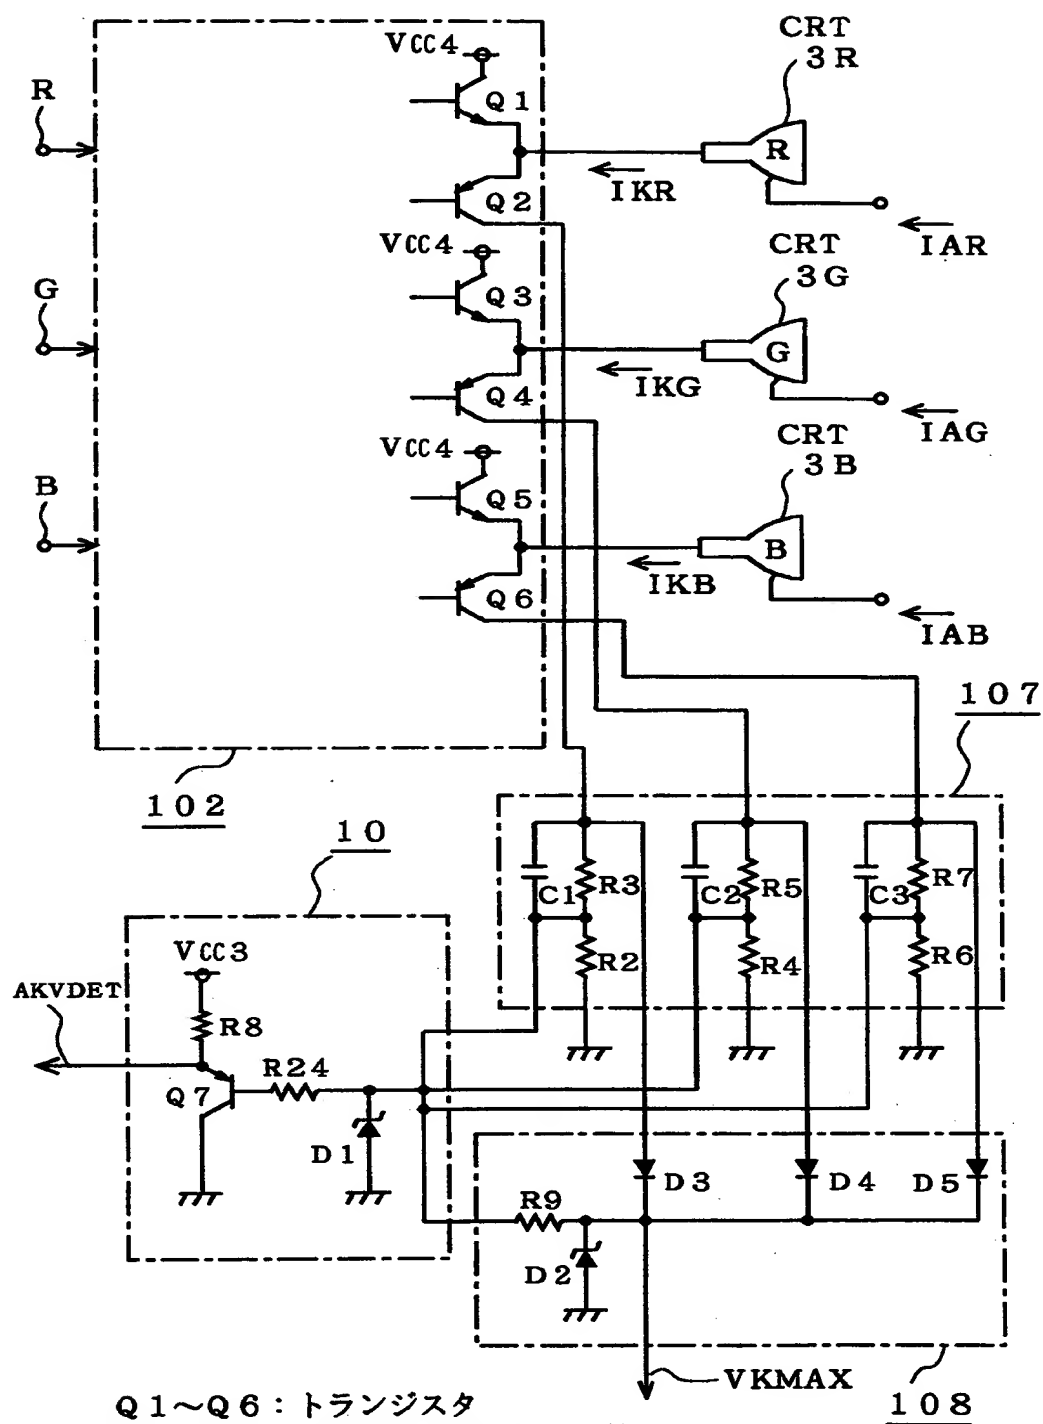 CRT
3R
VCC4
R
Q1
R
IKR
Q2
IAR
VCC4
CRT
3G
G
Q3
G
IKG
Q4
IAG
VCC4
CRT
3B
B
Q5
B
IKB
Q6
IAB
107
102
10
C1
R3
C2
R5
C3
R7
R2
R4
R6
VCC3
AKVDET
R8
R24
Q7
D1
D3
D4
D5
R9
D2
VKMAX
108
Q1〜Q6：トランジスタ